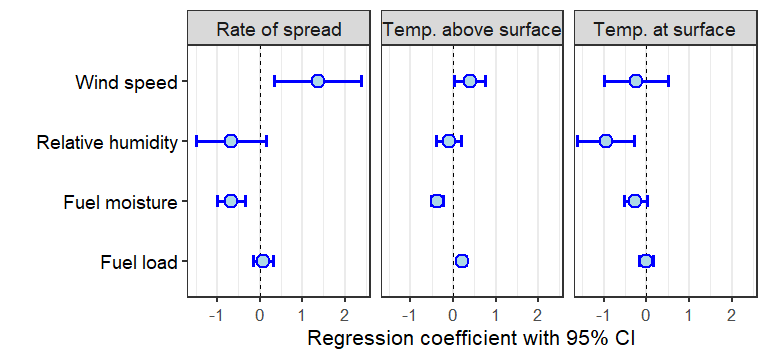 Rate of spread Temp. above surface Temp. at surface
Wind speed
Relative humidity
Fuel moisture
Fuel load
-1 0 1 2 -1 0 1 2 -1 0 1 2
Regression coefficient with 95% CI